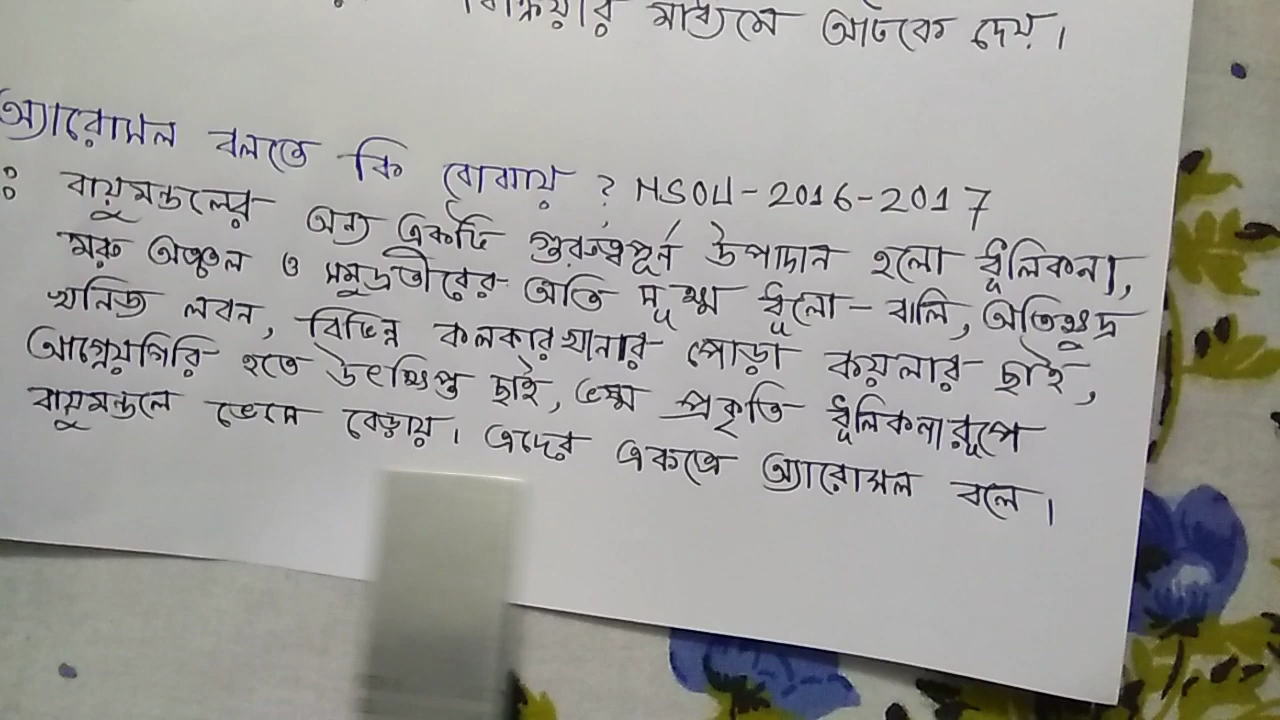 বিক্রিয়ার মাধ্যমে আটকে দেয়।
অ্যারোসল বলতে কি বোঝায় ? NSOU-2016-2017
: বায়ুমন্ডলের অন্য একটি গুরুত্বপূর্ন উপাদান হলো ধূলিকনা,
মরু অঞ্চল ও সমুদ্রতীরের অতি সূক্ষ্ম ধূলো-বালি, অতিক্ষুদ্র
খনিজ লবন, বিভিন্ন কলকারখানার পোড়া কয়লার ছাই,
আগ্নেয়গিরি হতে উৎক্ষিপ্ত ছাই, ভস্ম প্রকৃতি ধূলিকনারূপে
বায়ুমন্ডলে ভেসে বেড়ায়। এদের একত্রে অ্যারোসল বলে।